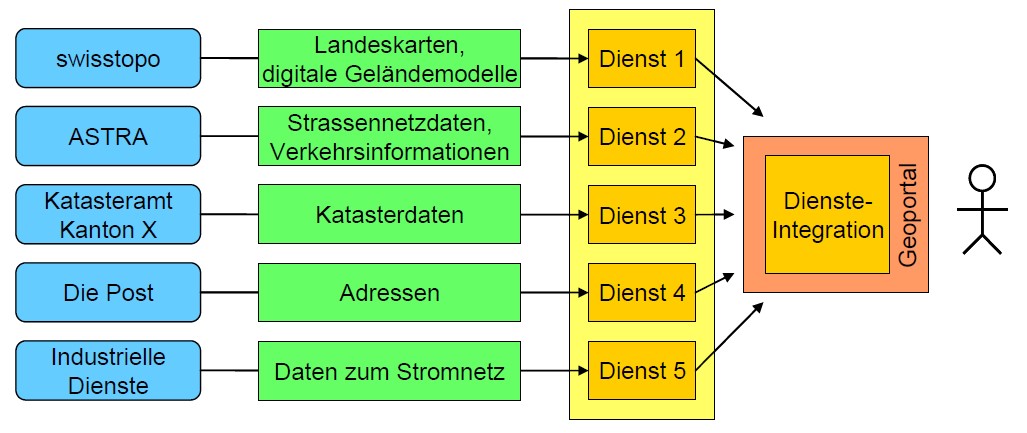 swisstopo
Landeskarten,
digitale Geländemodelle
Dienst 1
ASTRA
Strassennetzdaten,
Verkehrsinformationen
Dienst 2
Katasteramt
Kanton X
Katasterdaten
Dienst 3
Dienste-
Integration
Geoportal
Die Post
Adressen
Dienst 4
Industrielle
Dienste
Daten zum Stromnetz
Dienst 5